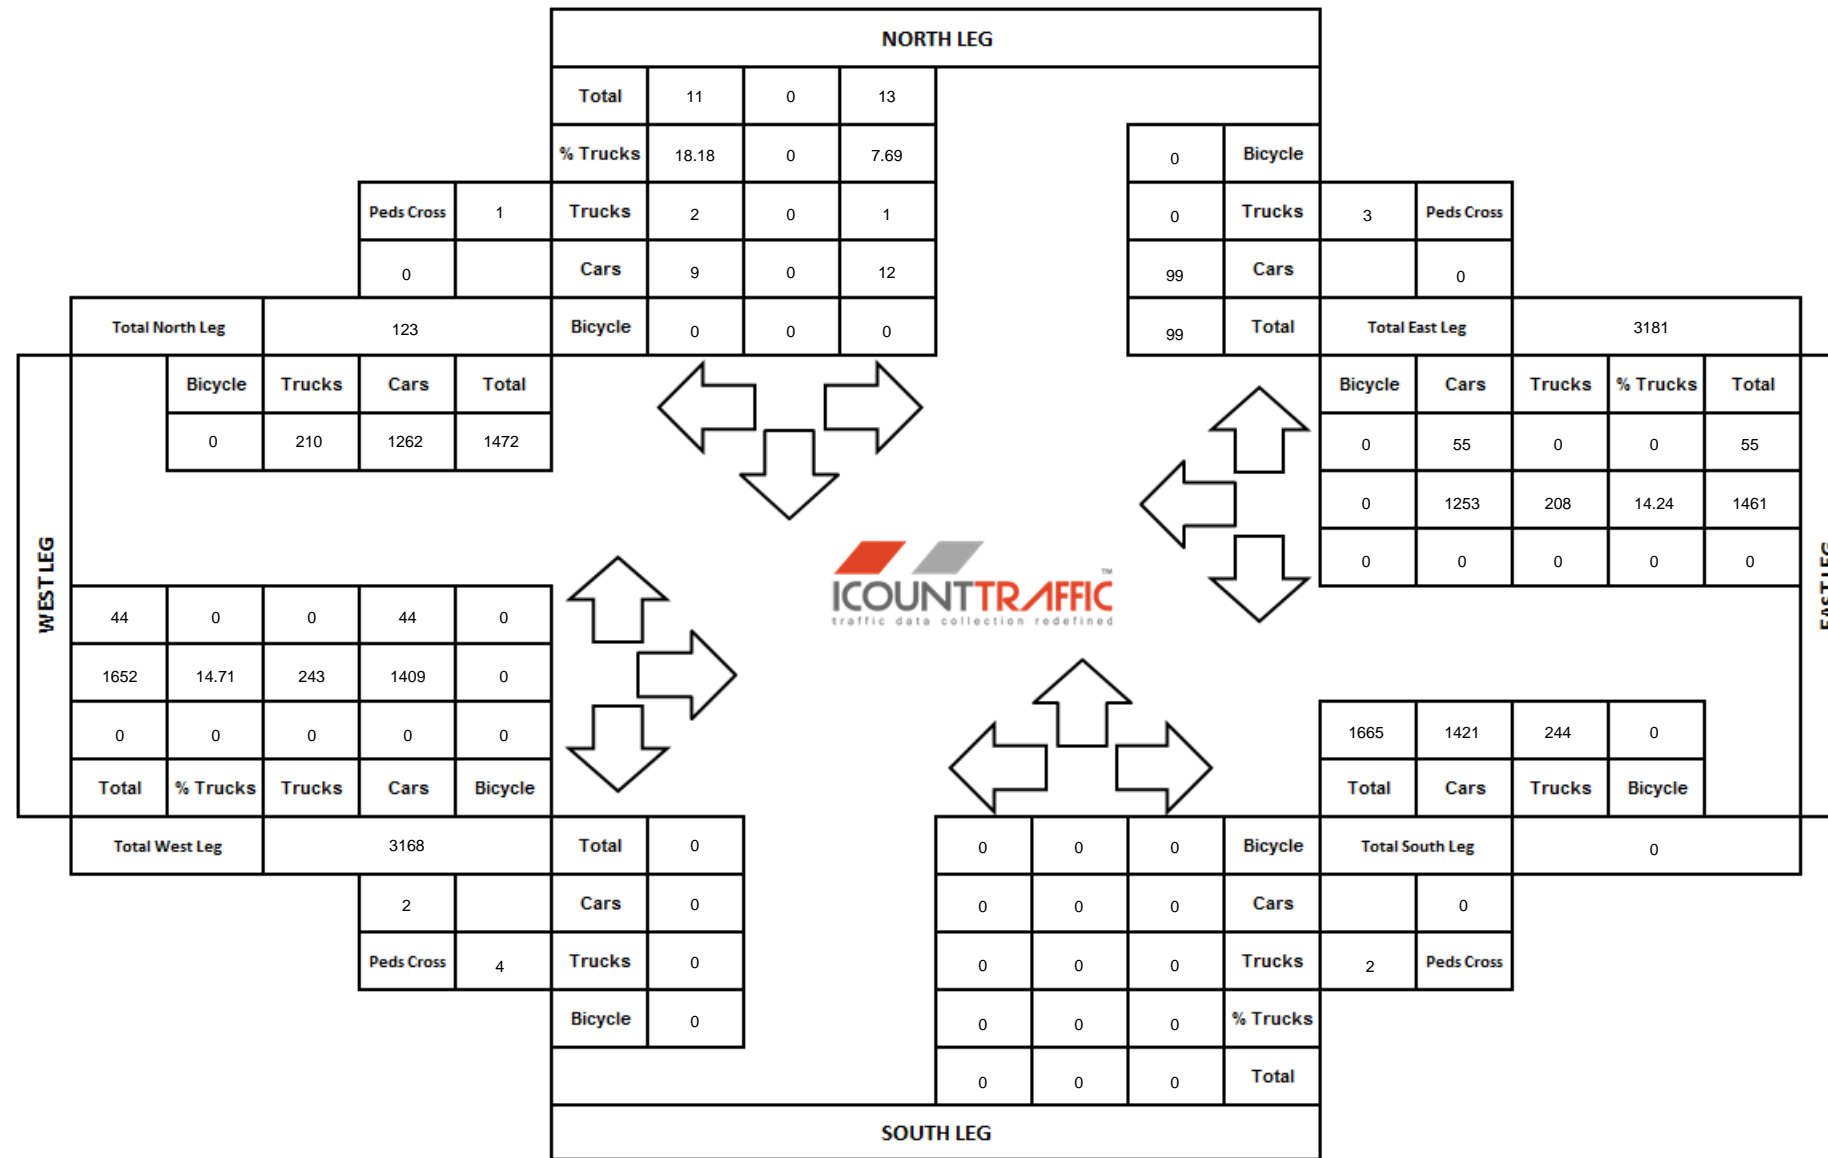 NORTH LEG
Total 11 0 13
% Trucks 18.18 0 7.69 0 Bicycle
Peds Cross 1 Trucks 2 0 1 0 Trucks 3 Peds Cross
0 Cars 9 0 12 99 Cars 0
Total North Leg 123 Bicycle 0 0 0 99 Total Total East Leg 3181
Bicycle Trucks Cars Total Bicycle Cars Trucks % Trucks Total
0 210 1262 1472 0 55 0 0 55
0 1253 208 14.24 1461
0 0 0 0 0
WEST LEG
EAST LEG
ICOUNTTRAFFIC™
traffic data collection redefined
44 0 0 44 0
1652 14.71 243 1409 0
0 0 0 0 0 1665 1421 244 0
Total % Trucks Trucks Cars Bicycle Total Cars Trucks Bicycle
Total West Leg 3168 Total 0 0 0 0 Bicycle Total South Leg 0
2 Cars 0 0 0 0 Cars 0
Peds Cross 4 Trucks 0 0 0 0 Trucks 2 Peds Cross
Bicycle 0 0 0 0 % Trucks
0 0 0 Total
SOUTH LEG